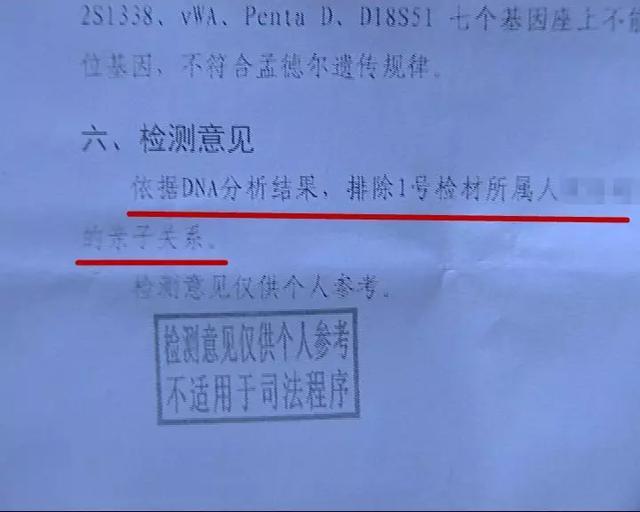 2S1338、vWA、Penta D、D18S51 七个基因座上不能
位基因，不符合孟德尔遗传规律。
六、检测意见
依据DNA分析结果，排除1号检材所属人
的亲子关系。
检测意见仅供个人参考。
检测意见仅供个人参考
不适用于司法程序